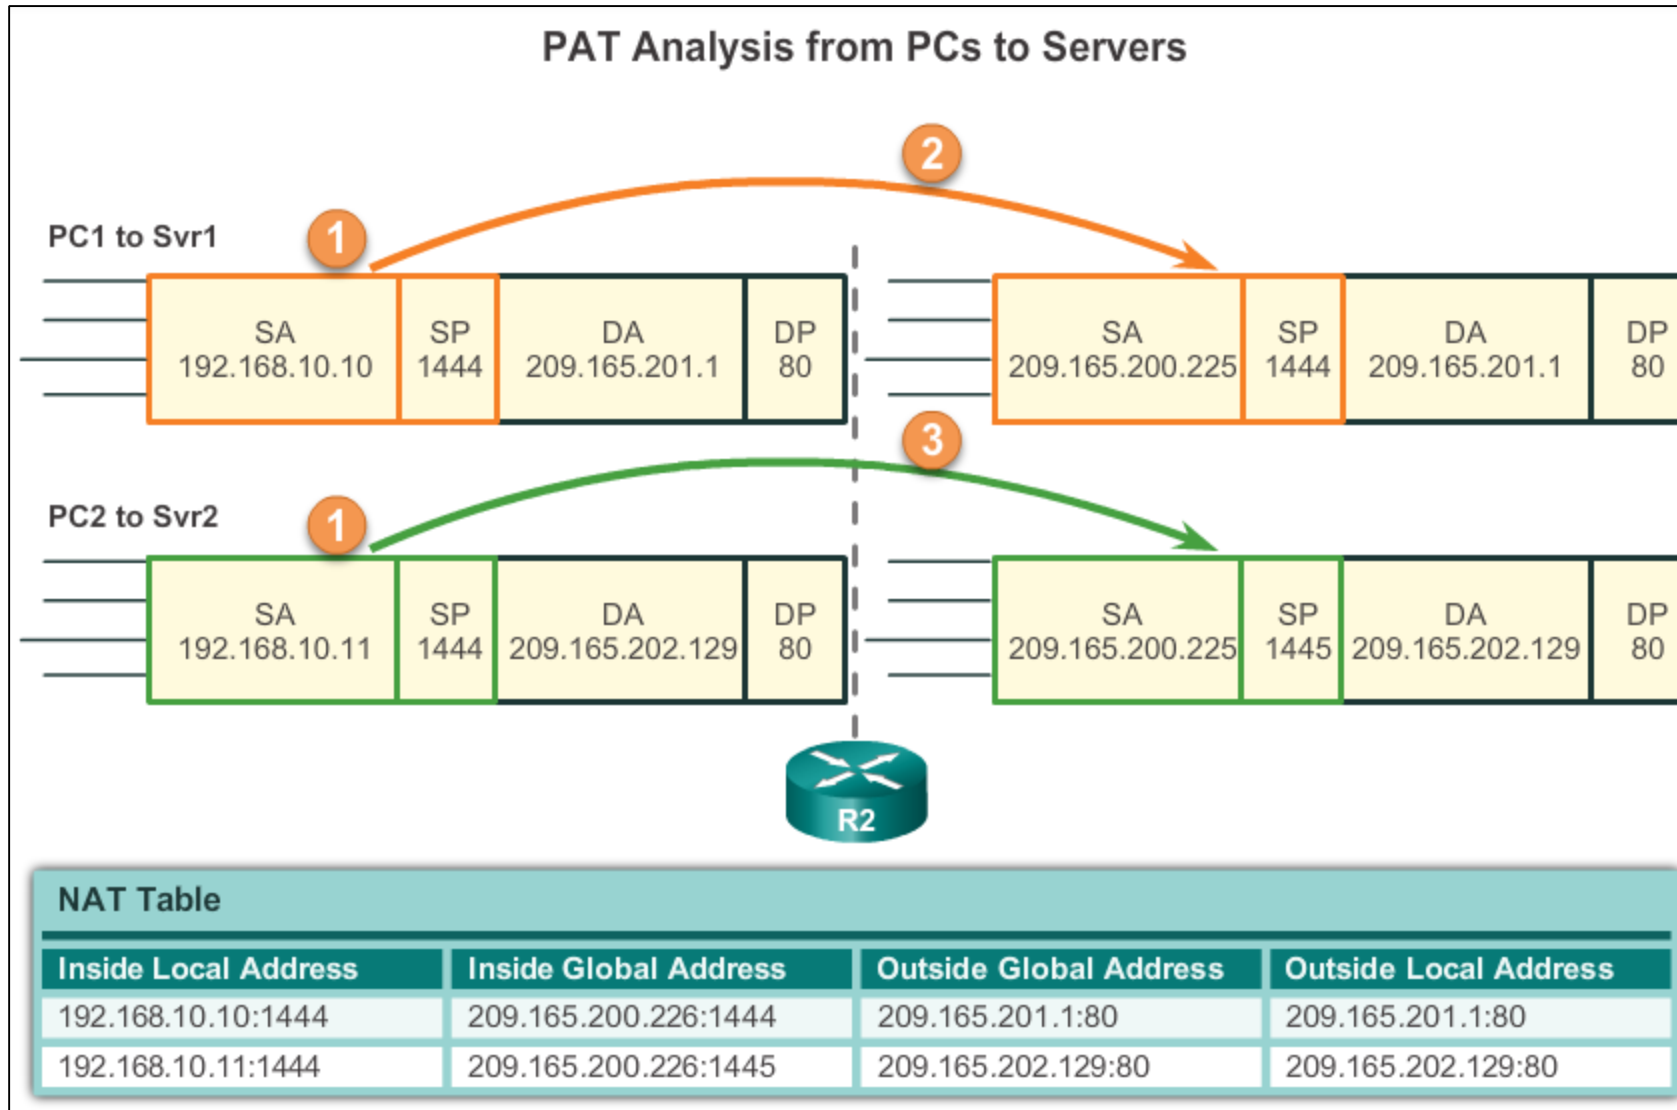 PAT Analysis from PCs to Servers
2
PC1 to Svr1
1
SA
192.168.10.10
SP
1444
DA
209.165.201.1
DP
80
SA
209.165.200.225
SP
1444
DA
209.165.201.1
DP
80
3
PC2 to Svr2
1
SA
192.168.10.11
SP
1444
DA
209.165.202.129
DP
80
SA
209.165.200.225
SP
1445
DA
209.165.202.129
DP
80
R2
NAT Table
Inside Local Address Inside Global Address Outside Global Address Outside Local Address
192.168.10.10:1444 209.165.200.226:1444 209.165.201.1:80 209.165.201.1:80
192.168.10.11:1444 209.165.200.226:1445 209.165.202.129:80 209.165.202.129:80